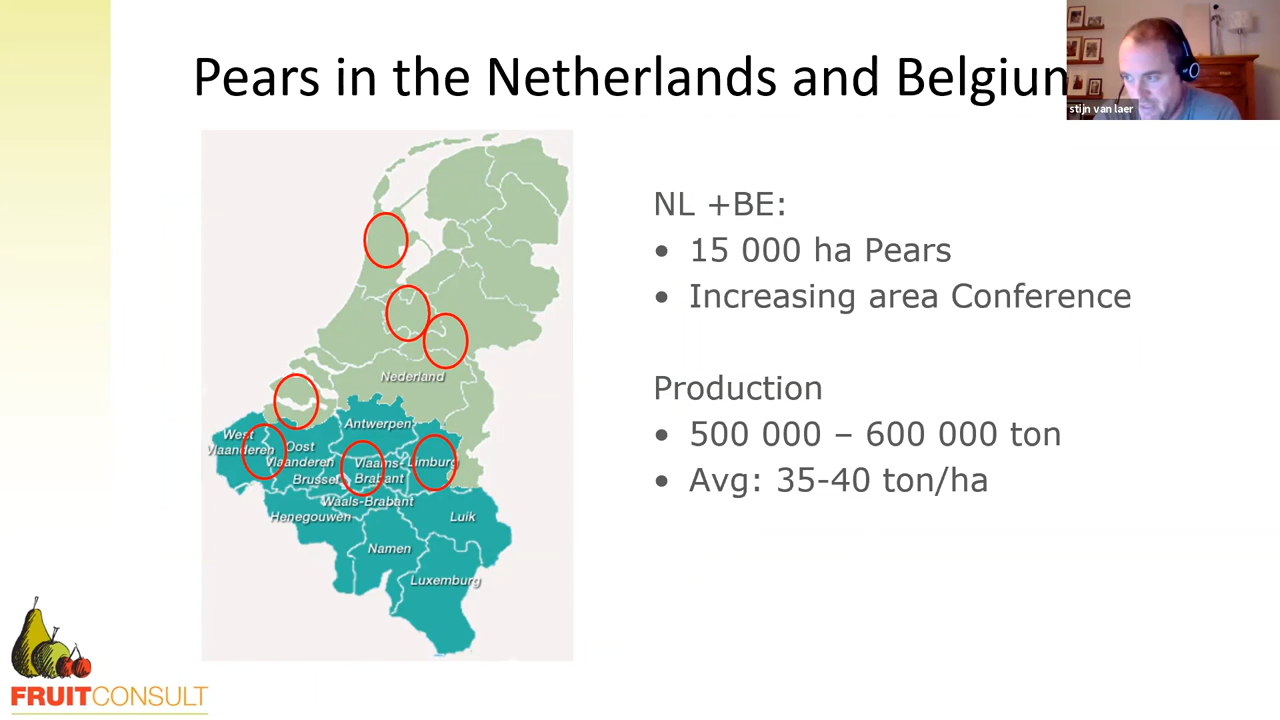 Pears in the Netherlands and Belgium
stijn van laer
NL +BE:
• 15 000 ha Pears
• Increasing area Conference
Production
• 500 000 – 600 000 ton
• Avg: 35-40 ton/ha
Nederland
Antwerpen
West
Vlaanderen
Oost
Vlaanderen
Vlaams-
Brabant
Limburg
Brussel
Waals-Brabant
Henegouwen
Luik
Namen
Luxemburg
FRUITCONSULT